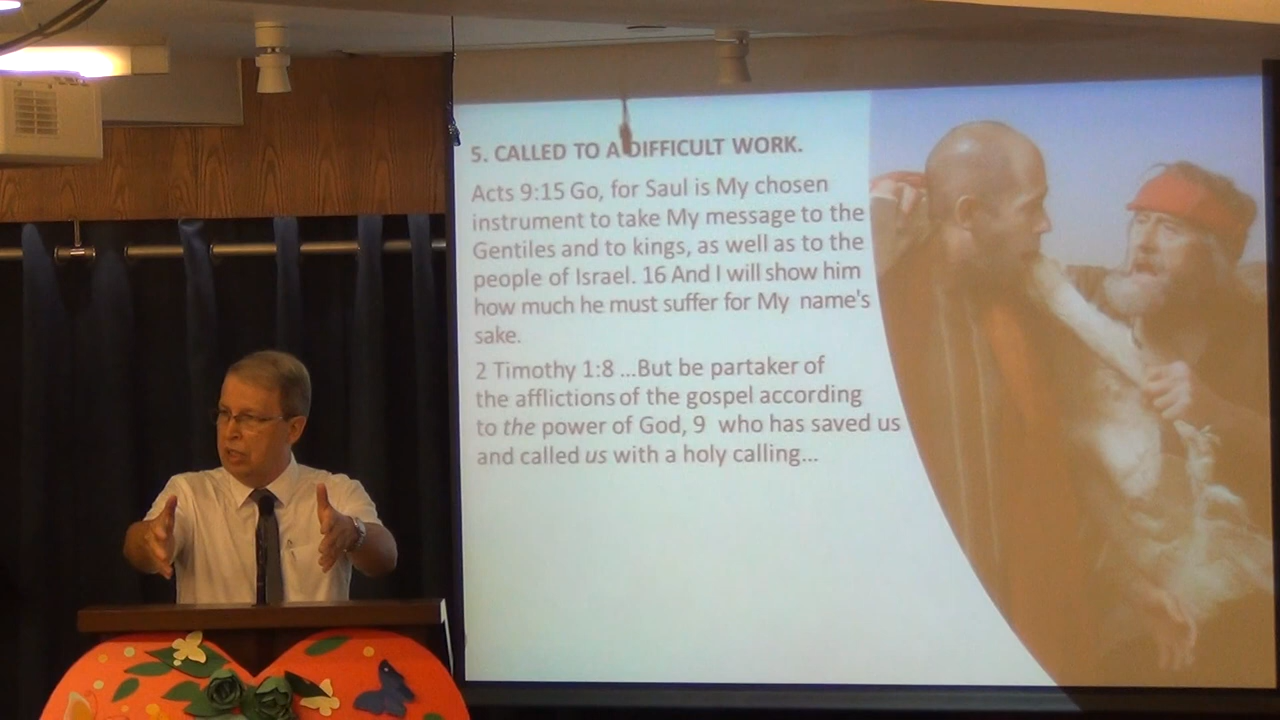 5. CALLED TO A DIFFICULT WORK.
Acts 9:15 Go, for Saul is My chosen
instrument to take My message to the
Gentiles and to kings, as well as to the
people of Israel. 16 And I will show him
how much he must suffer for My name's
sake.
2 Timothy 1:8 ...But be partaker of
the afflictions of the gospel according
to the power of God, 9 who has saved us
and called us with a holy calling...